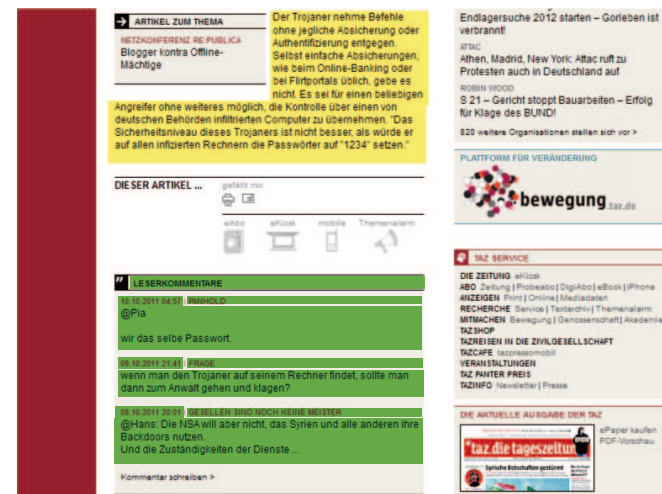 ARTIKEL ZUM THEMA
NETZKONFERENZ RE:PUBLICA
Blogger kontra Offline-
Mächtige
Der Trojaner nehme Befehle
ohne jegliche Absicherung oder
Authentifizierung entgegen.
Selbst einfache Absicherungen,
wie beim Online-Banking oder
bei Flirtportals üblich, gebe es
nicht. Es sei für einen beliebigen
Angreifer ohne weiteres möglich, die Kontrolle über einen von
deutschen Behörden infiltrierten Computer zu übernehmen. "Das
Sicherheitsniveau dieses Trojaners ist nicht besser, als würde er
auf allen infizierten Rechnern die Passwörter auf "1234" setzen."
DIESER ARTIKEL ...
gefällt mir
eAbo eKiosk mobile Themenalarm
LESERKOMMENTARE
10.10.2011 04:57 PANHOLD
@Pia
wir das selbe Passwort.
09.10.2011 21:41 FRAGE
wenn man den Trojaner auf seinem Rechner findet, sollte man
dann zum Anwalt gehen und klagen?
09.10.2011 20:01 GESELLEN SIND NOCH KEINE MEISTER
@Hans: Die NSA will aber nicht, das Syrien und alle anderen ihre
Backdoors nutzen.
Und die Zuständigkeiten der Dienste ...
Kommentar schreiben >
Endlagersuche 2012 starten – Gorleben ist
verbrannt!
ATTAC
Athen, Madrid, New York: Attac ruft zu
Protesten auch in Deutschland auf
ROBIN WOOD
S 21 – Gericht stoppt Bauarbeiten – Erfolg
für Klage des BUND!
820 weitere Organisationen stellen sich vor >
PLATTFORM FÜR VERÄNDERUNG
bewegung.taz.de
TAZ SERVICE
DIE ZEITUNG eKiosk
ABO Zeitung | Probeabo | DigiAbo | eBook | iPhone
ANZEIGEN Print | Online | Mediadaten
RECHERCHE Service | Textarchiv | Themenalarm
MITMACHEN Bewegung | Genossenschaft | Akademie
TAZSHOP
TAZREISEN IN DIE ZIVILGESELLSCHAFT
TAZCAFE tazpressomobil
VERANSTALTUNGEN
TAZ PANTER PREIS
TAZINFO Newsletter | Presse
DIE AKTUELLE AUSGABE DER TAZ
ePaper kaufen
PDF-Vorschau
taz.die tageszeitung
Syrische Botschaften gestürmt